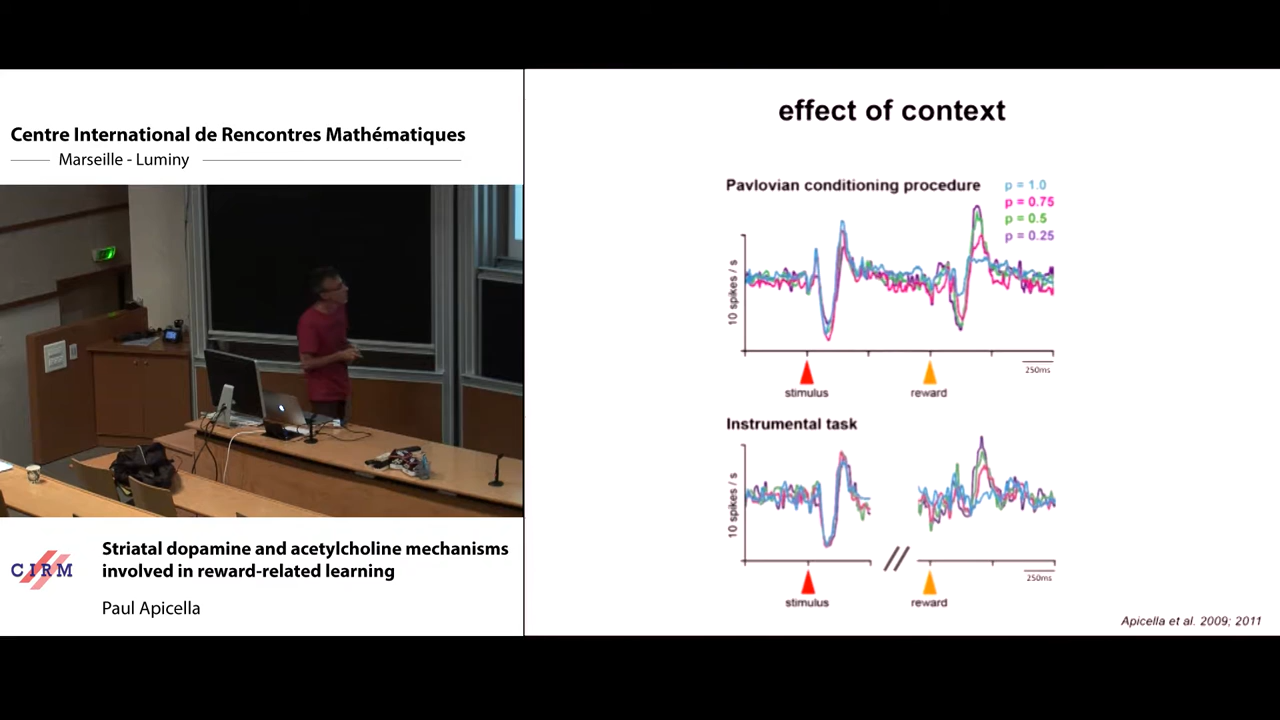 Centre International de Rencontres Mathématiques
Marseille - Luminy
CIRM
Striatal dopamine and acetylcholine mechanisms
involved in reward-related learning
Paul Apicella
effect of context
Pavlovian conditioning procedure
p = 1.0
p = 0.75
p = 0.5
p = 0.25
10 spikes / s
250ms
stimulus
reward
Instrumental task
10 spikes / s
250ms
stimulus
reward
Apicella et al. 2009; 2011